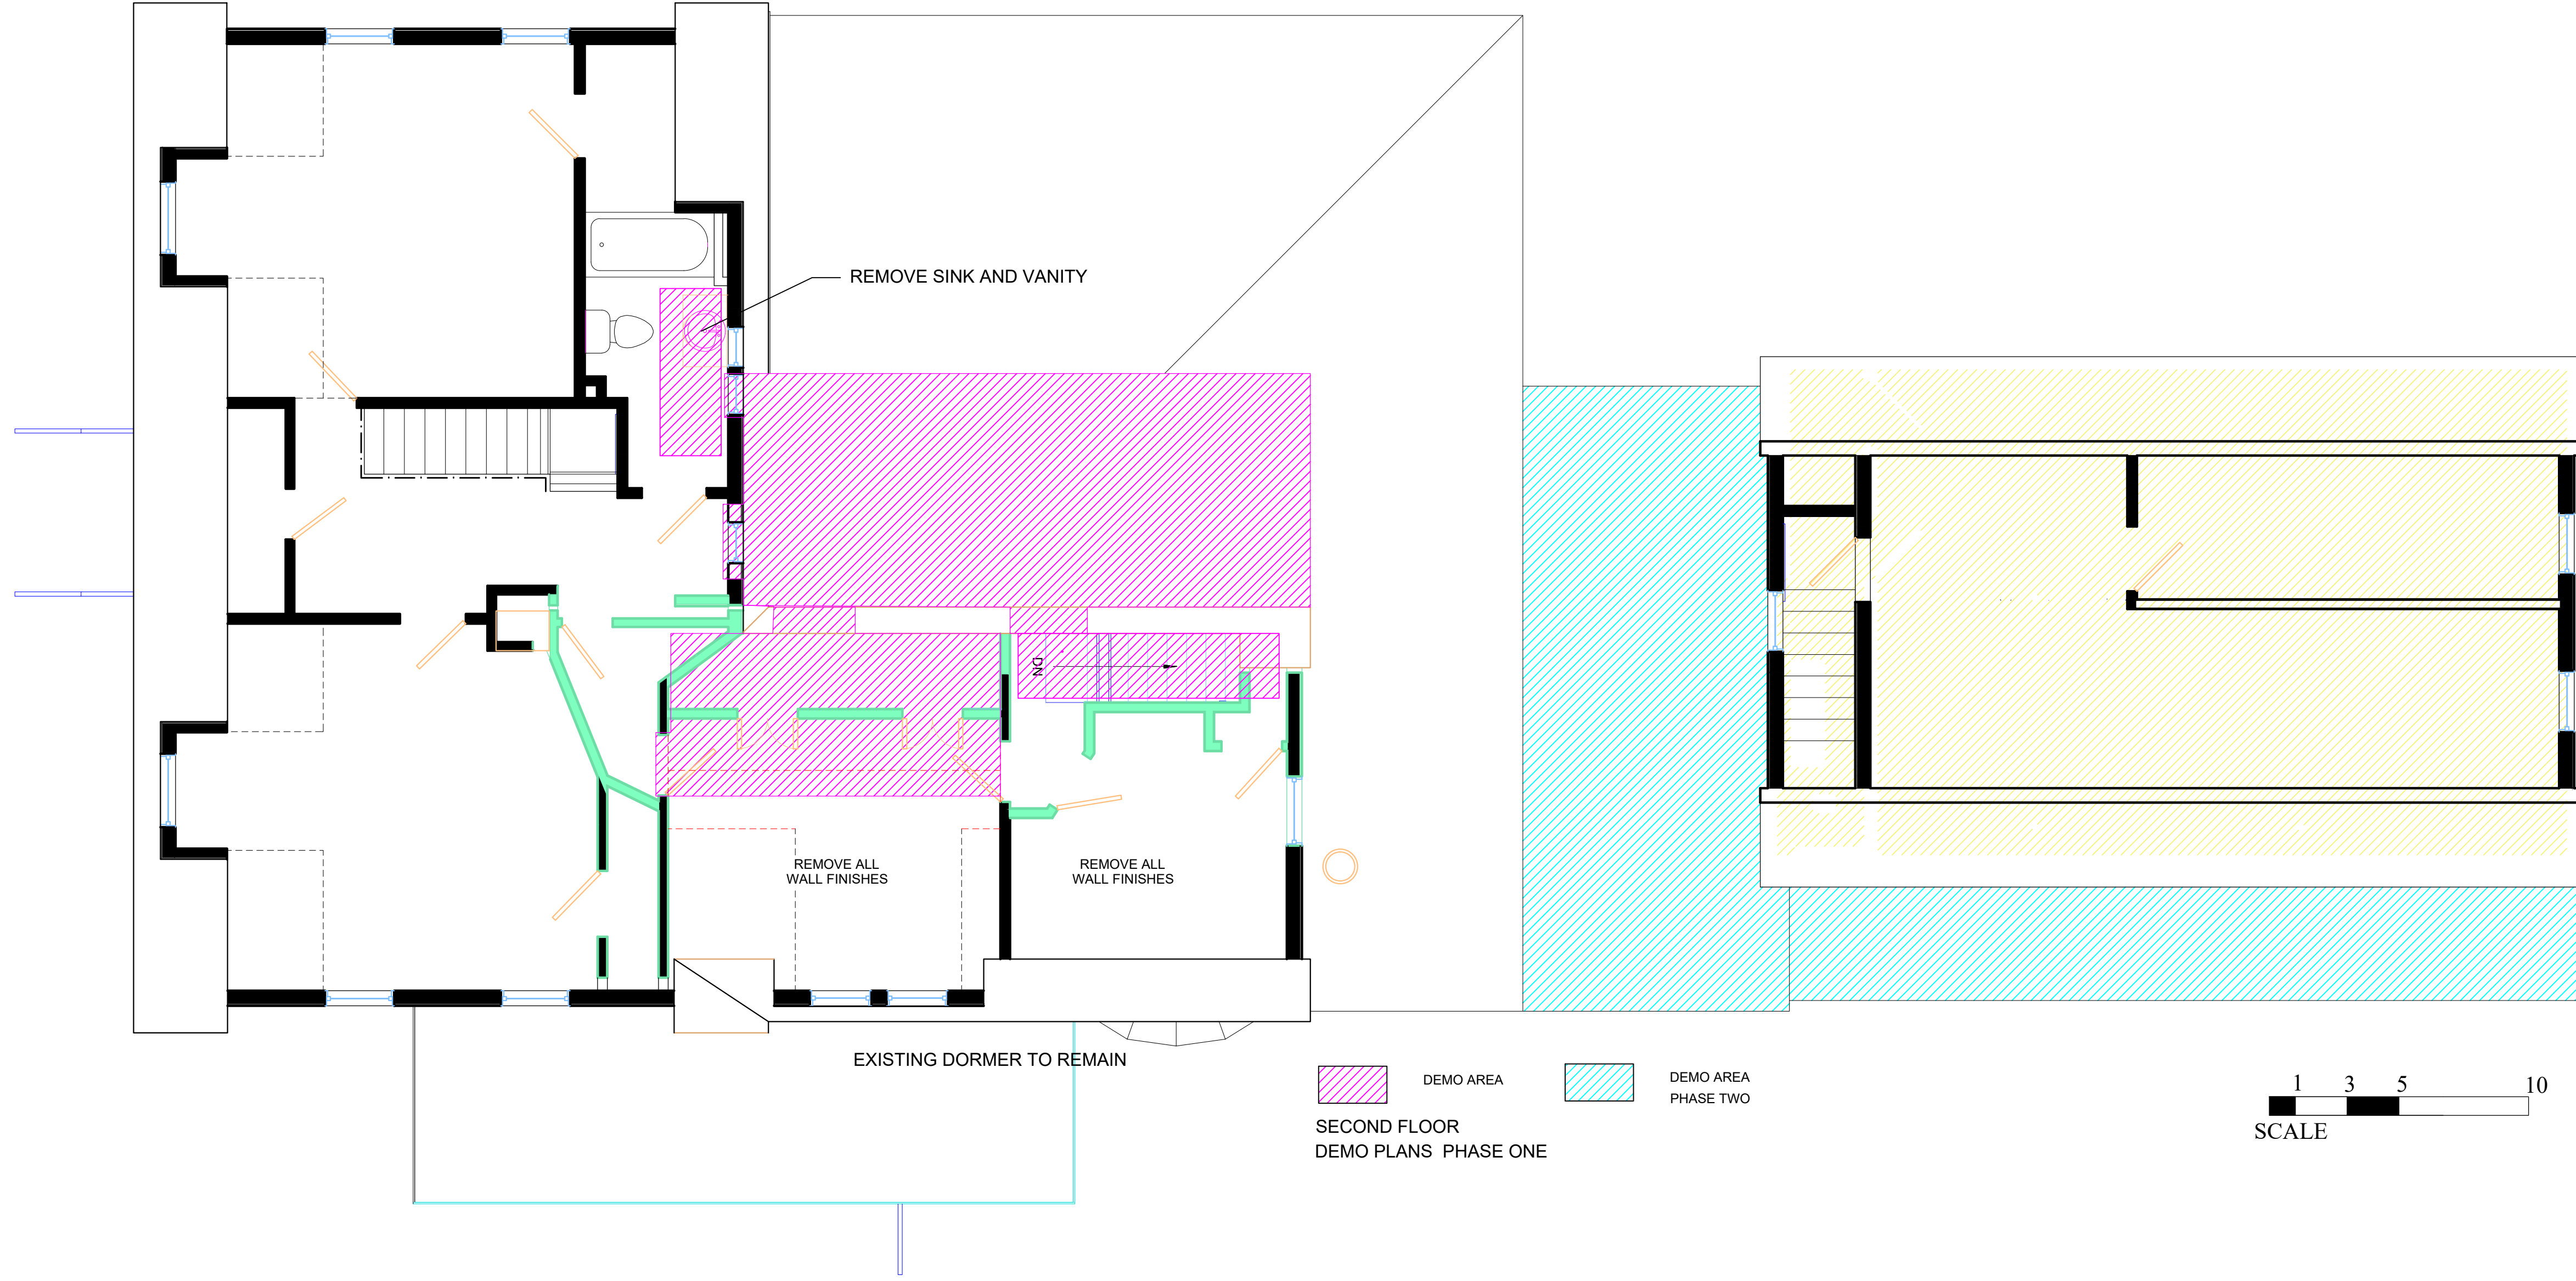 REMOVE SINK AND VANITY
DN
REMOVE ALL
WALL FINISHES
REMOVE ALL
WALL FINISHES
EXISTING DORMER TO REMAIN
DEMO AREA
DEMO AREA
PHASE TWO
SECOND FLOOR
DEMO PLANS PHASE ONE
1 3 5 10
SCALE